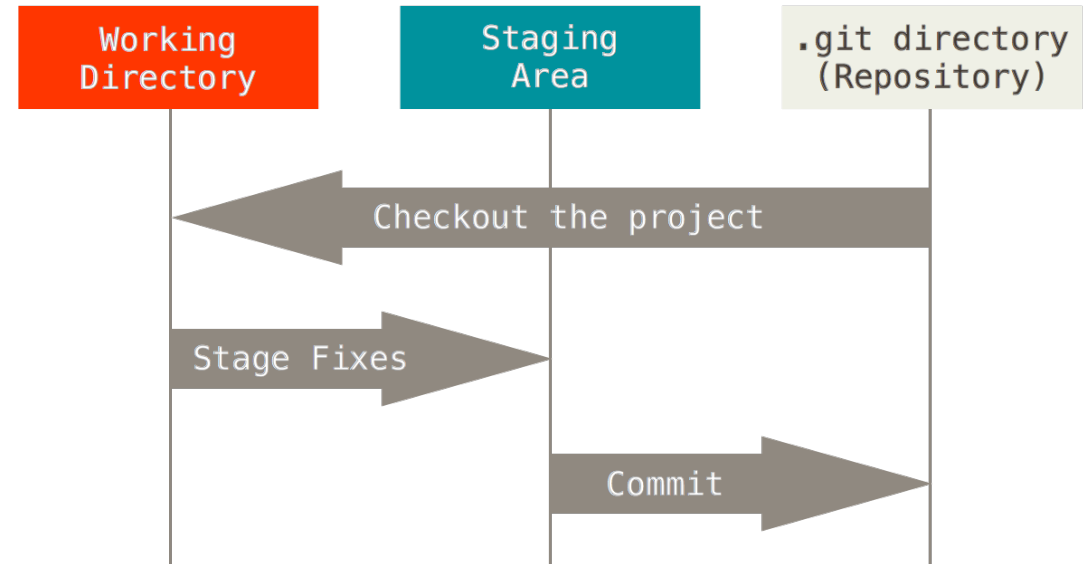 Working
Directory
Staging
Area
.git directory
(Repository)
Checkout the project
Stage Fixes
Commit